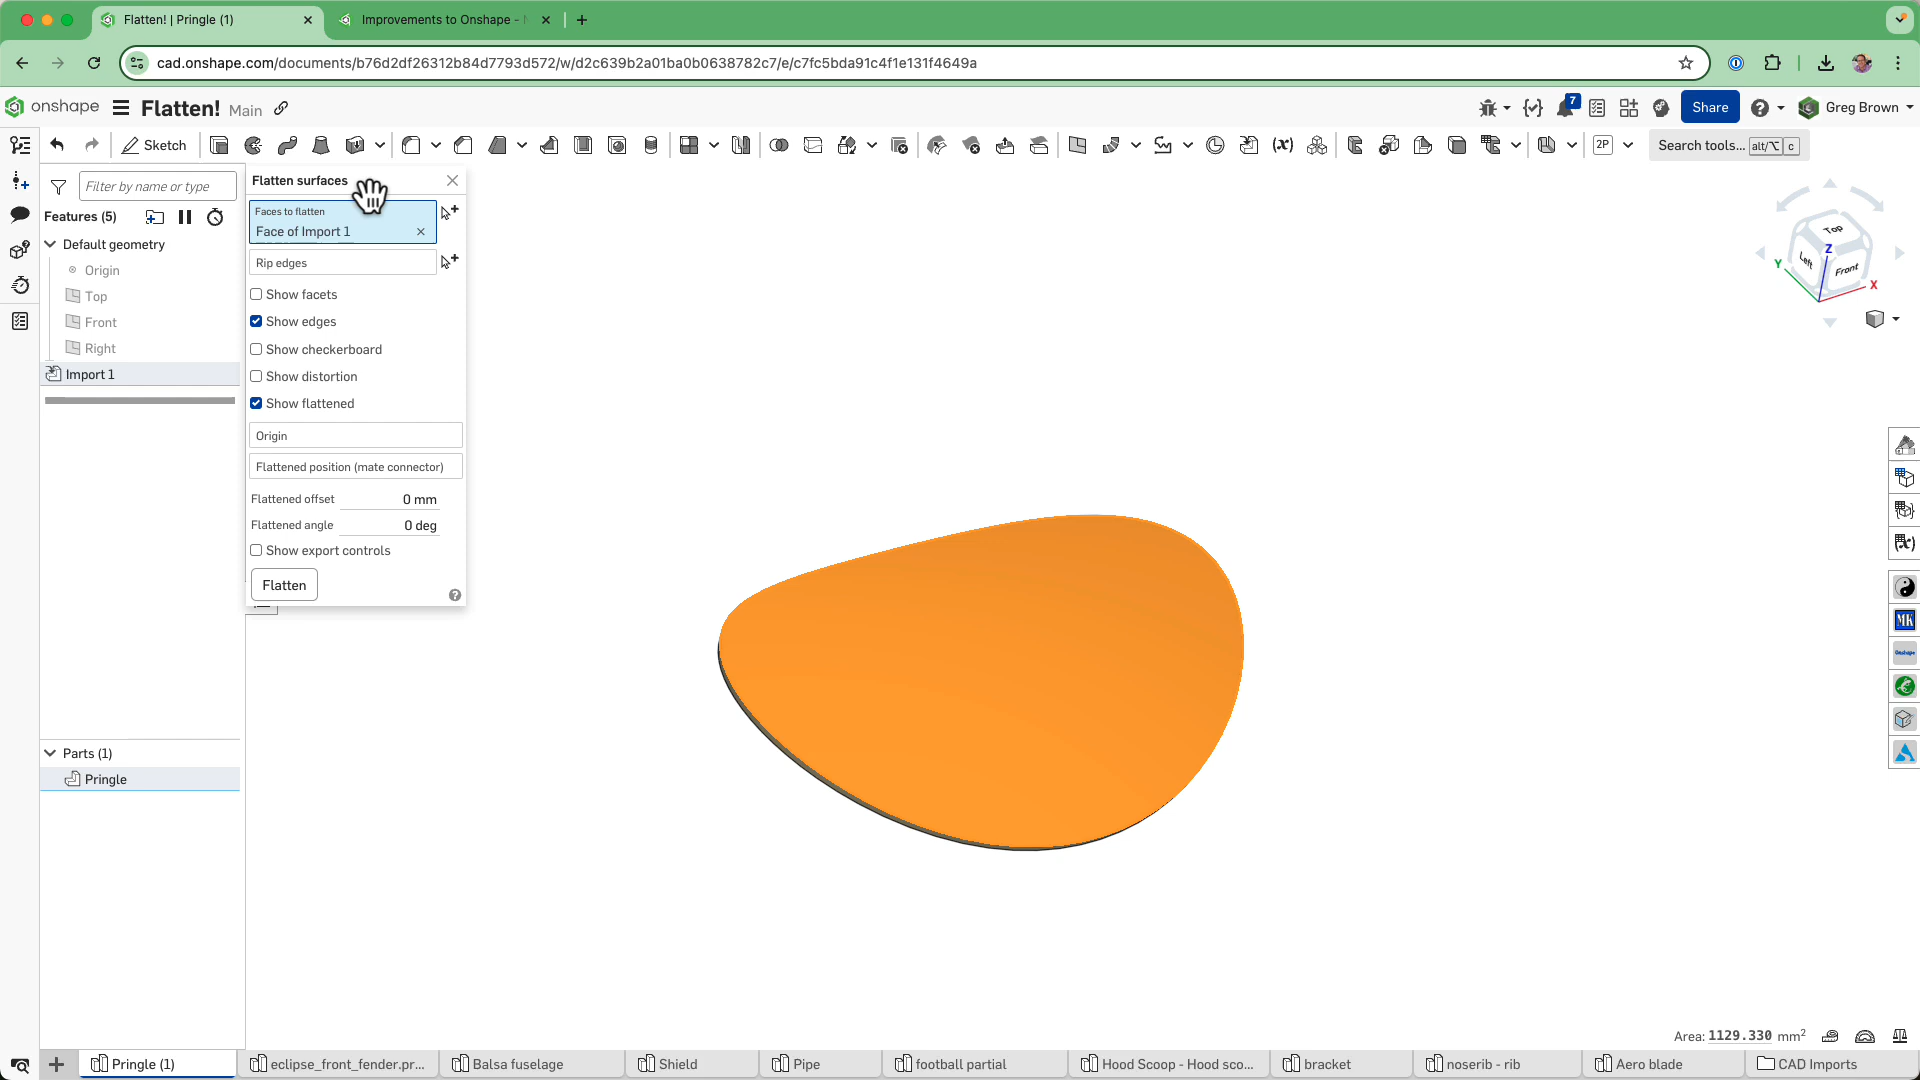 Flatten! | Pringle (1)
Improvements to Onshape -
cad.onshape.com/documents/b76d2df26312b84d7793d572/w/d2c639b2a01ba0b0638782c7/e/c7fc5bda91c4f1e131f4649a
onshape
Flatten! Main
7
Share
Greg Brown
Sketch
(x)
2P
Search tools... alt/⌥ c
Filter by name or type
Features (5)
Default geometry
Origin
Top
Front
Right
Import 1
Parts (1)
Pringle
Flatten surfaces
Faces to flatten
Face of Import 1
Rip edges
Show facets
Show edges
Show checkerboard
Show distortion
Show flattened
Origin
Flattened position (mate connector)
Flattened offset 0 mm
Flattened angle 0 deg
Show export controls
Flatten
Top
Left
Front
Z
Y
X
(x)
MK
Onshape
Area: 1129.330 mm²
Pringle (1)
eclipse_front_fender.pr...
Balsa fuselage
Shield
Pipe
football partial
Hood Scoop - Hood sco...
bracket
noserib - rib
Aero blade
CAD Imports